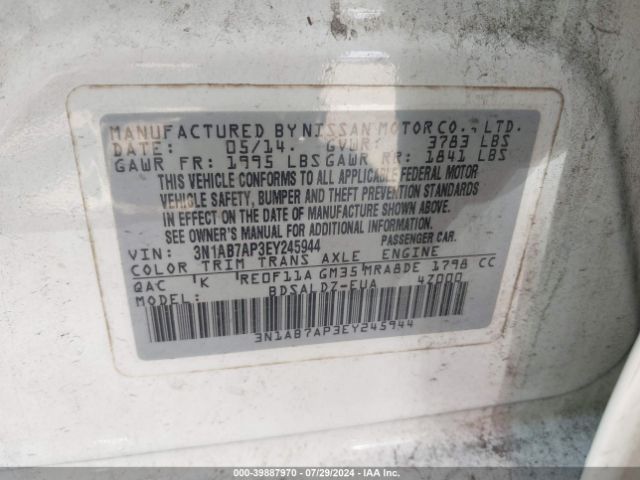 MANUFACTURED BY NISSAN MOTOR CO., LTD.
DATE: 05/14. GVWR: 3783 LBS
GAWR FR: 1995 LBS GAWR RR: 1841 LBS
THIS VEHICLE CONFORMS TO ALL APPLICABLE FEDERAL MOTOR
VEHICLE SAFETY, BUMPER AND THEFT PREVENTION STANDARDS
IN EFFECT ON THE DATE OF MANUFACTURE SHOWN ABOVE.
SEE OWNER'S MANUAL FOR ADDITIONAL INFORMATION.
VIN: 3N1AB7AP3EY245944 PASSENGER CAR.
COLOR TRIM TRANS AXLE ENGINE
QAC 'K 'RE0F11A GM35 MRA8DE 1798 CC
MODEL: BDSALDZ-EUA 4Z000
3N1AB7AP3EY245944
000-39887970 07/29/2024 IAA Inc.